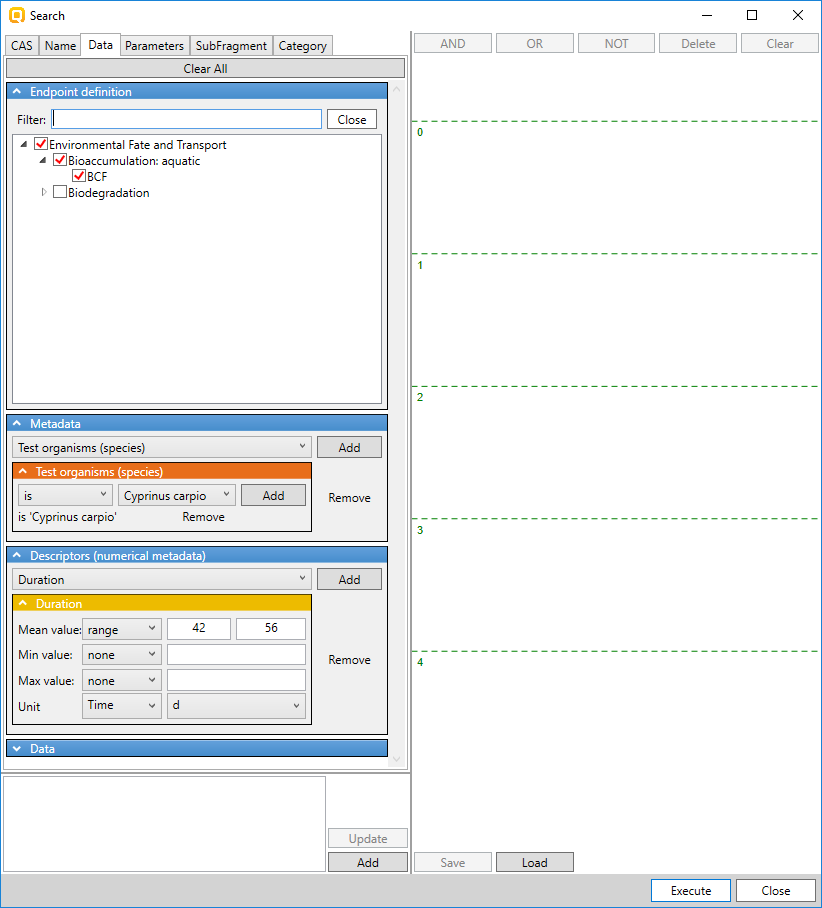 Search
CAS Name Data Parameters SubFragment Category
AND OR NOT Delete Clear
Clear All
Endpoint definition
Filter: Close
Environmental Fate and Transport
Bioaccumulation: aquatic
BCF
Biodegradation
Metadata
Test organisms (species) Add
Test organisms (species)
is Cyprinus carpio Add
Remove
is 'Cyprinus carpio' Remove
Descriptors (numerical metadata)
Duration Add
Duration
Mean value: range 42 56
Min value: none
Remove
Max value: none
Unit Time d
Data
Update
Add
0
1
2
3
4
Save Load
Execute Close